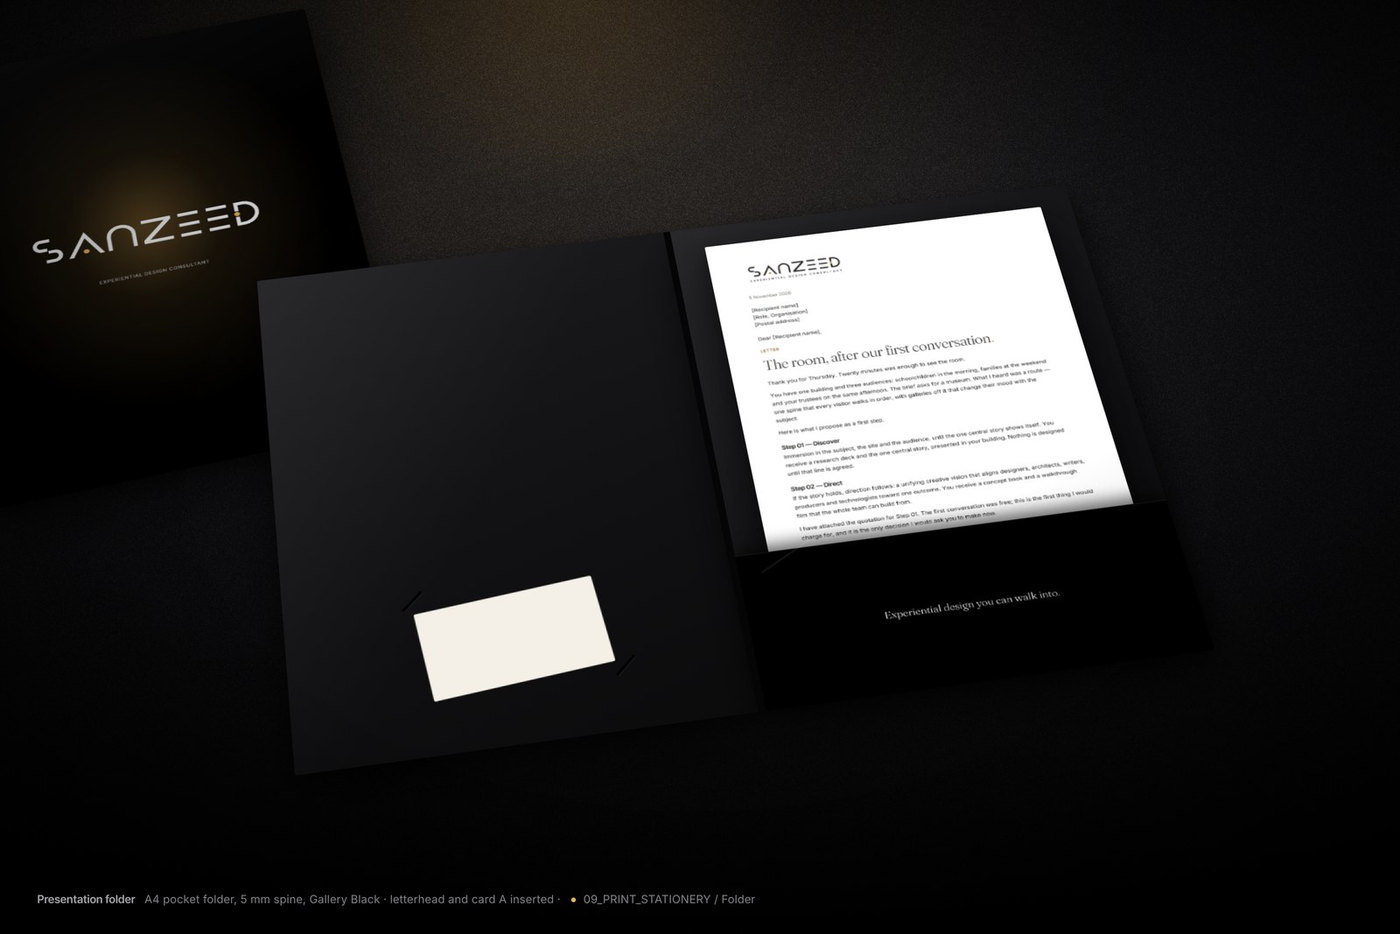 SANZEED
EXPERIENTIAL DESIGN CONSULTANT
SANZEED
EXPERIENTIAL DESIGN CONSULTANT
[Recipient name]
[Role, Organisation]
[Postal address]
Dear [Recipient name],
LETTER
The room, after our first conversation.
Thank you for Thursday. Twenty minutes was enough to see the room.
You have one building and three audiences: schoolchildren in the morning, families at the weekend
and your trustees on the same afternoon. The brief asks for a museum. What I heard was a route —
one spine that every visitor walks in order, with galleries off it that change their mood with the
subject.
Here is what I propose as a first step.
Step 01 — Discover
Immersion in the subject, the site and the audience, until the one central story shows itself. You
receive a research deck and the one central story, presented in your building. Nothing is designed
until that line is agreed.
Step 02 — Direct
If the story holds, direction follows: a unifying creative vision that aligns designers, architects, writers,
producers and technologists toward one outcome. You receive a concept book and a walkthrough
film that the whole team can build from.
I have attached the quotation for Step 01. The first conversation was free; this is the first thing I would
charge for, and it is the only decision I would ask you to make now.
Experiential design you can walk into.
Presentation folder A4 pocket folder, 5 mm spine, Gallery Black · letterhead and card A inserted · 09_PRINT_STATIONERY / Folder